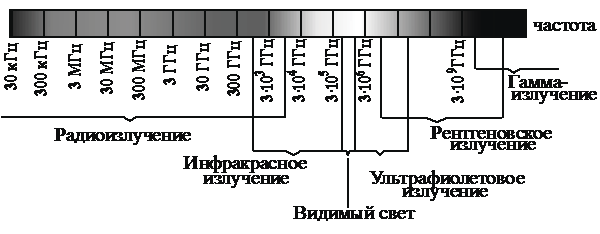 частота
30 кГц
300 кГц
3 МГц
30 МГц
300 МГц
3 ГГц
30 ГГц
300 ГГц
3·10³ ГГц
3·10⁴ ГГц
3·10⁵ ГГц
3·10⁶ ГГц
3·10⁹ГГц
Гамма-
излучение
Радиоизлучение
Рентгеновское
излучение
Инфракрасное
излучение
Ультрафиолетовое
излучение
Видимый свет